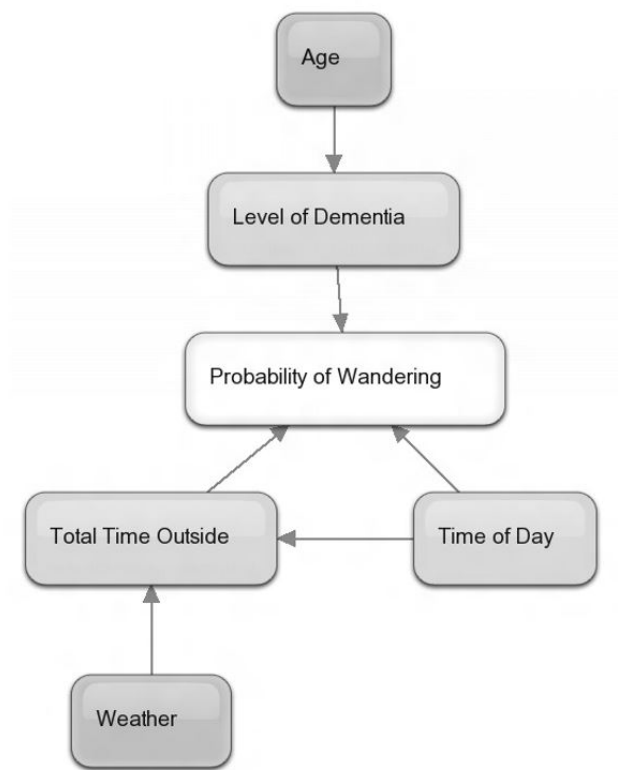 Age
Level of Dementia
Probability of Wandering
Total Time Outside
Time of Day
Weather